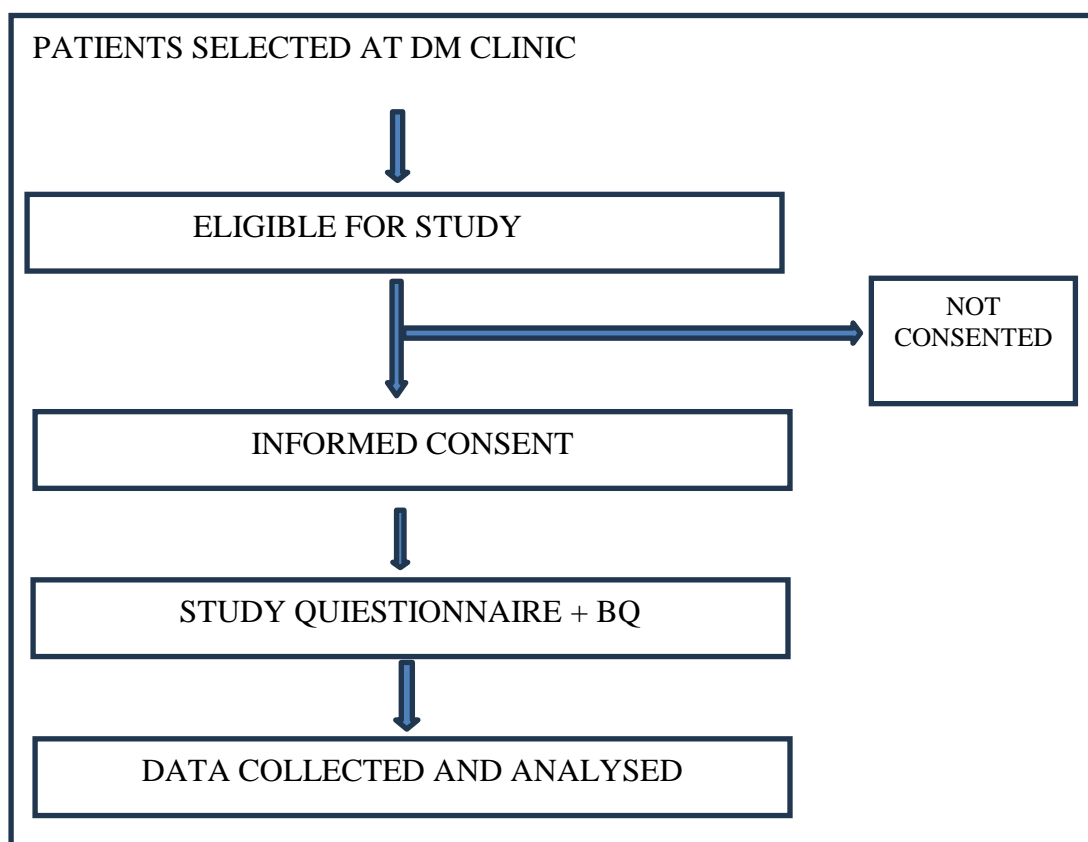 PATIENTS SELECTED AT DM CLINIC
ELIGIBLE FOR STUDY
NOT
CONSENTED
INFORMED CONSENT
STUDY QUIESTIONNAIRE + BQ
DATA COLLECTED AND ANALYSED